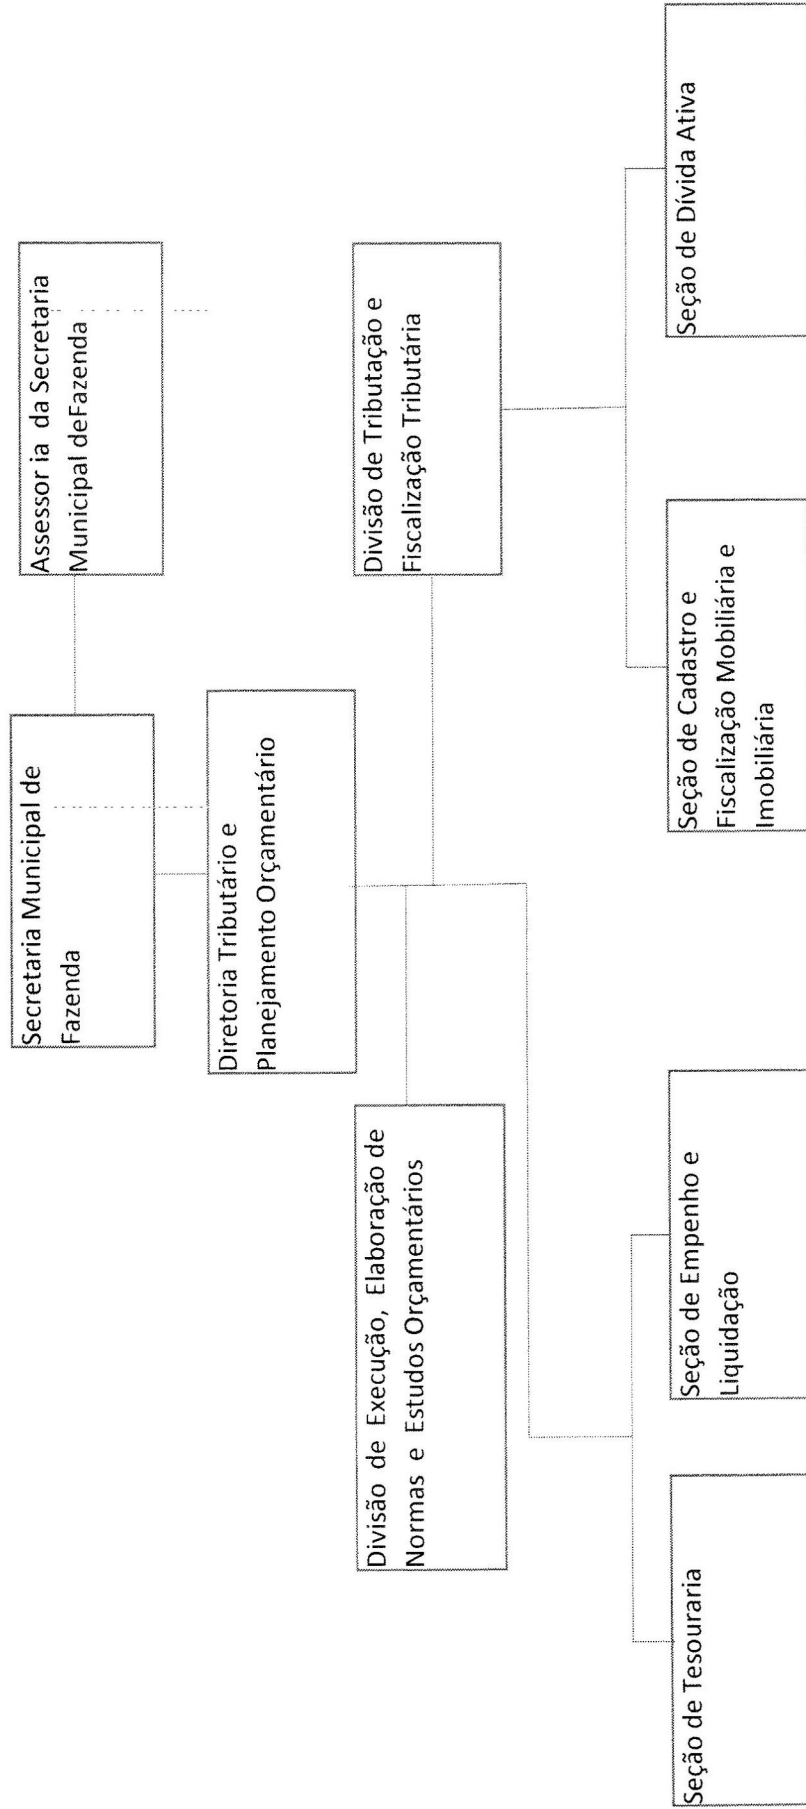 Secretaria Municipal de
Fazenda
Assessor ia da Secretaria
Municipal deFazenda
Diretoria Tributário e
Planejamento Orçamentário
Divisão de Execução, Elaboração de
Normas e Estudos Orçamentários
Divisão de Tributação e
Fiscalização Tributária
Seção de Tesouraria
Seção de Empenho e
Liquidação
Seção de Cadastro e
Fiscalização Mobiliária e
Imobiliária
Seção de Dívida Ativa